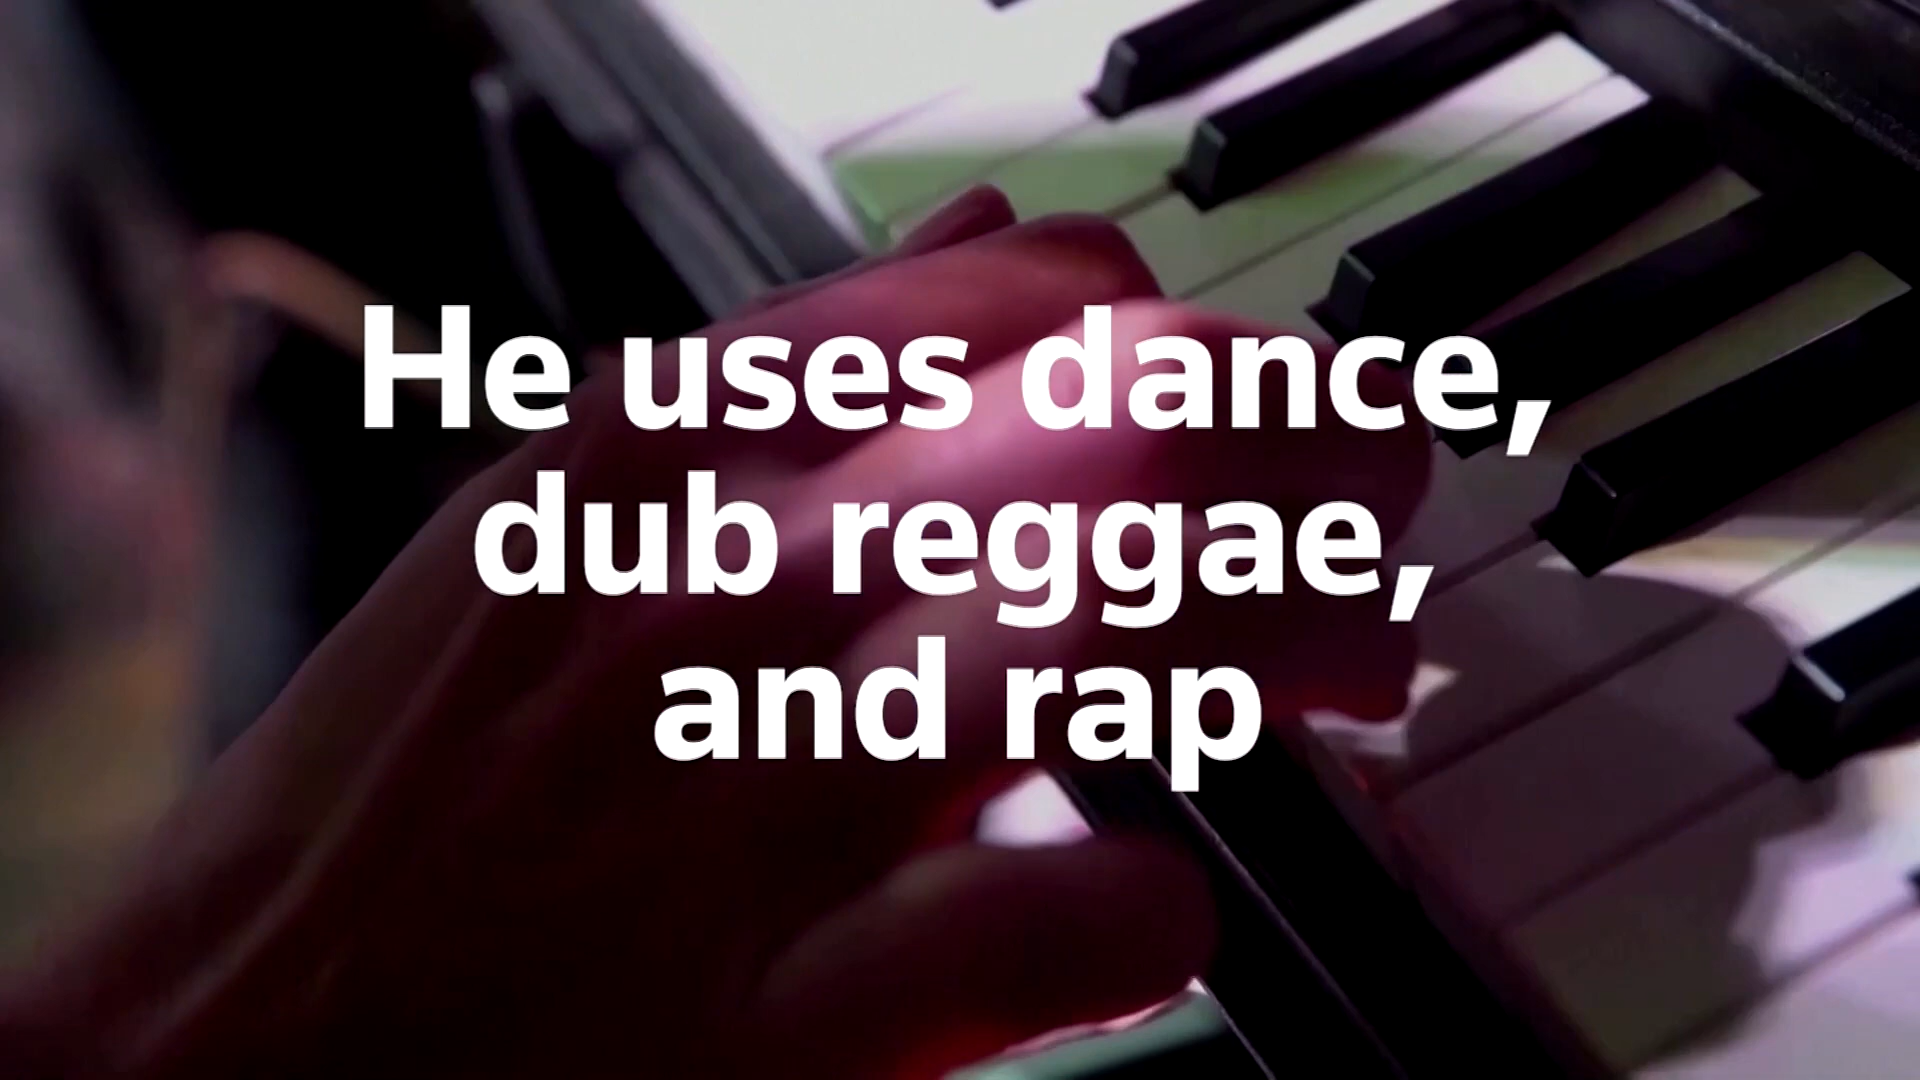 He uses dance,
dub reggae,
and rap